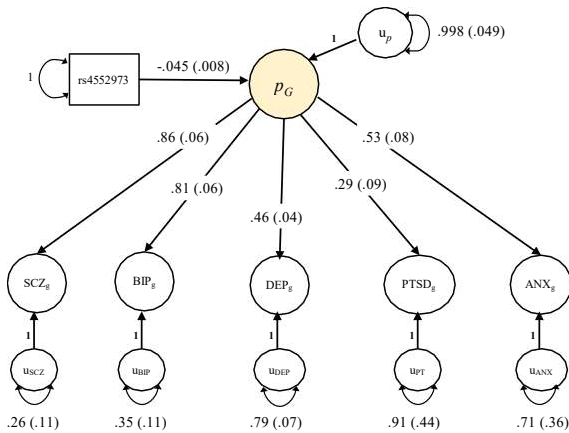 1
u_p
.998 (.049)
1
rs4552973
-.045 (.008)
p_G
.86 (.06)
.53 (.08)
.81 (.06)
.29 (.09)
.46 (.04)
SCZ_g
BIP_g
DEP_g
PTSD_g
ANX_g
1
1
1
1
1
u_SCZ
u_BIP
u_DEP
u_PT
u_ANX
.26 (.11)
.35 (.11)
.79 (.07)
.91 (.44)
.71 (.36)